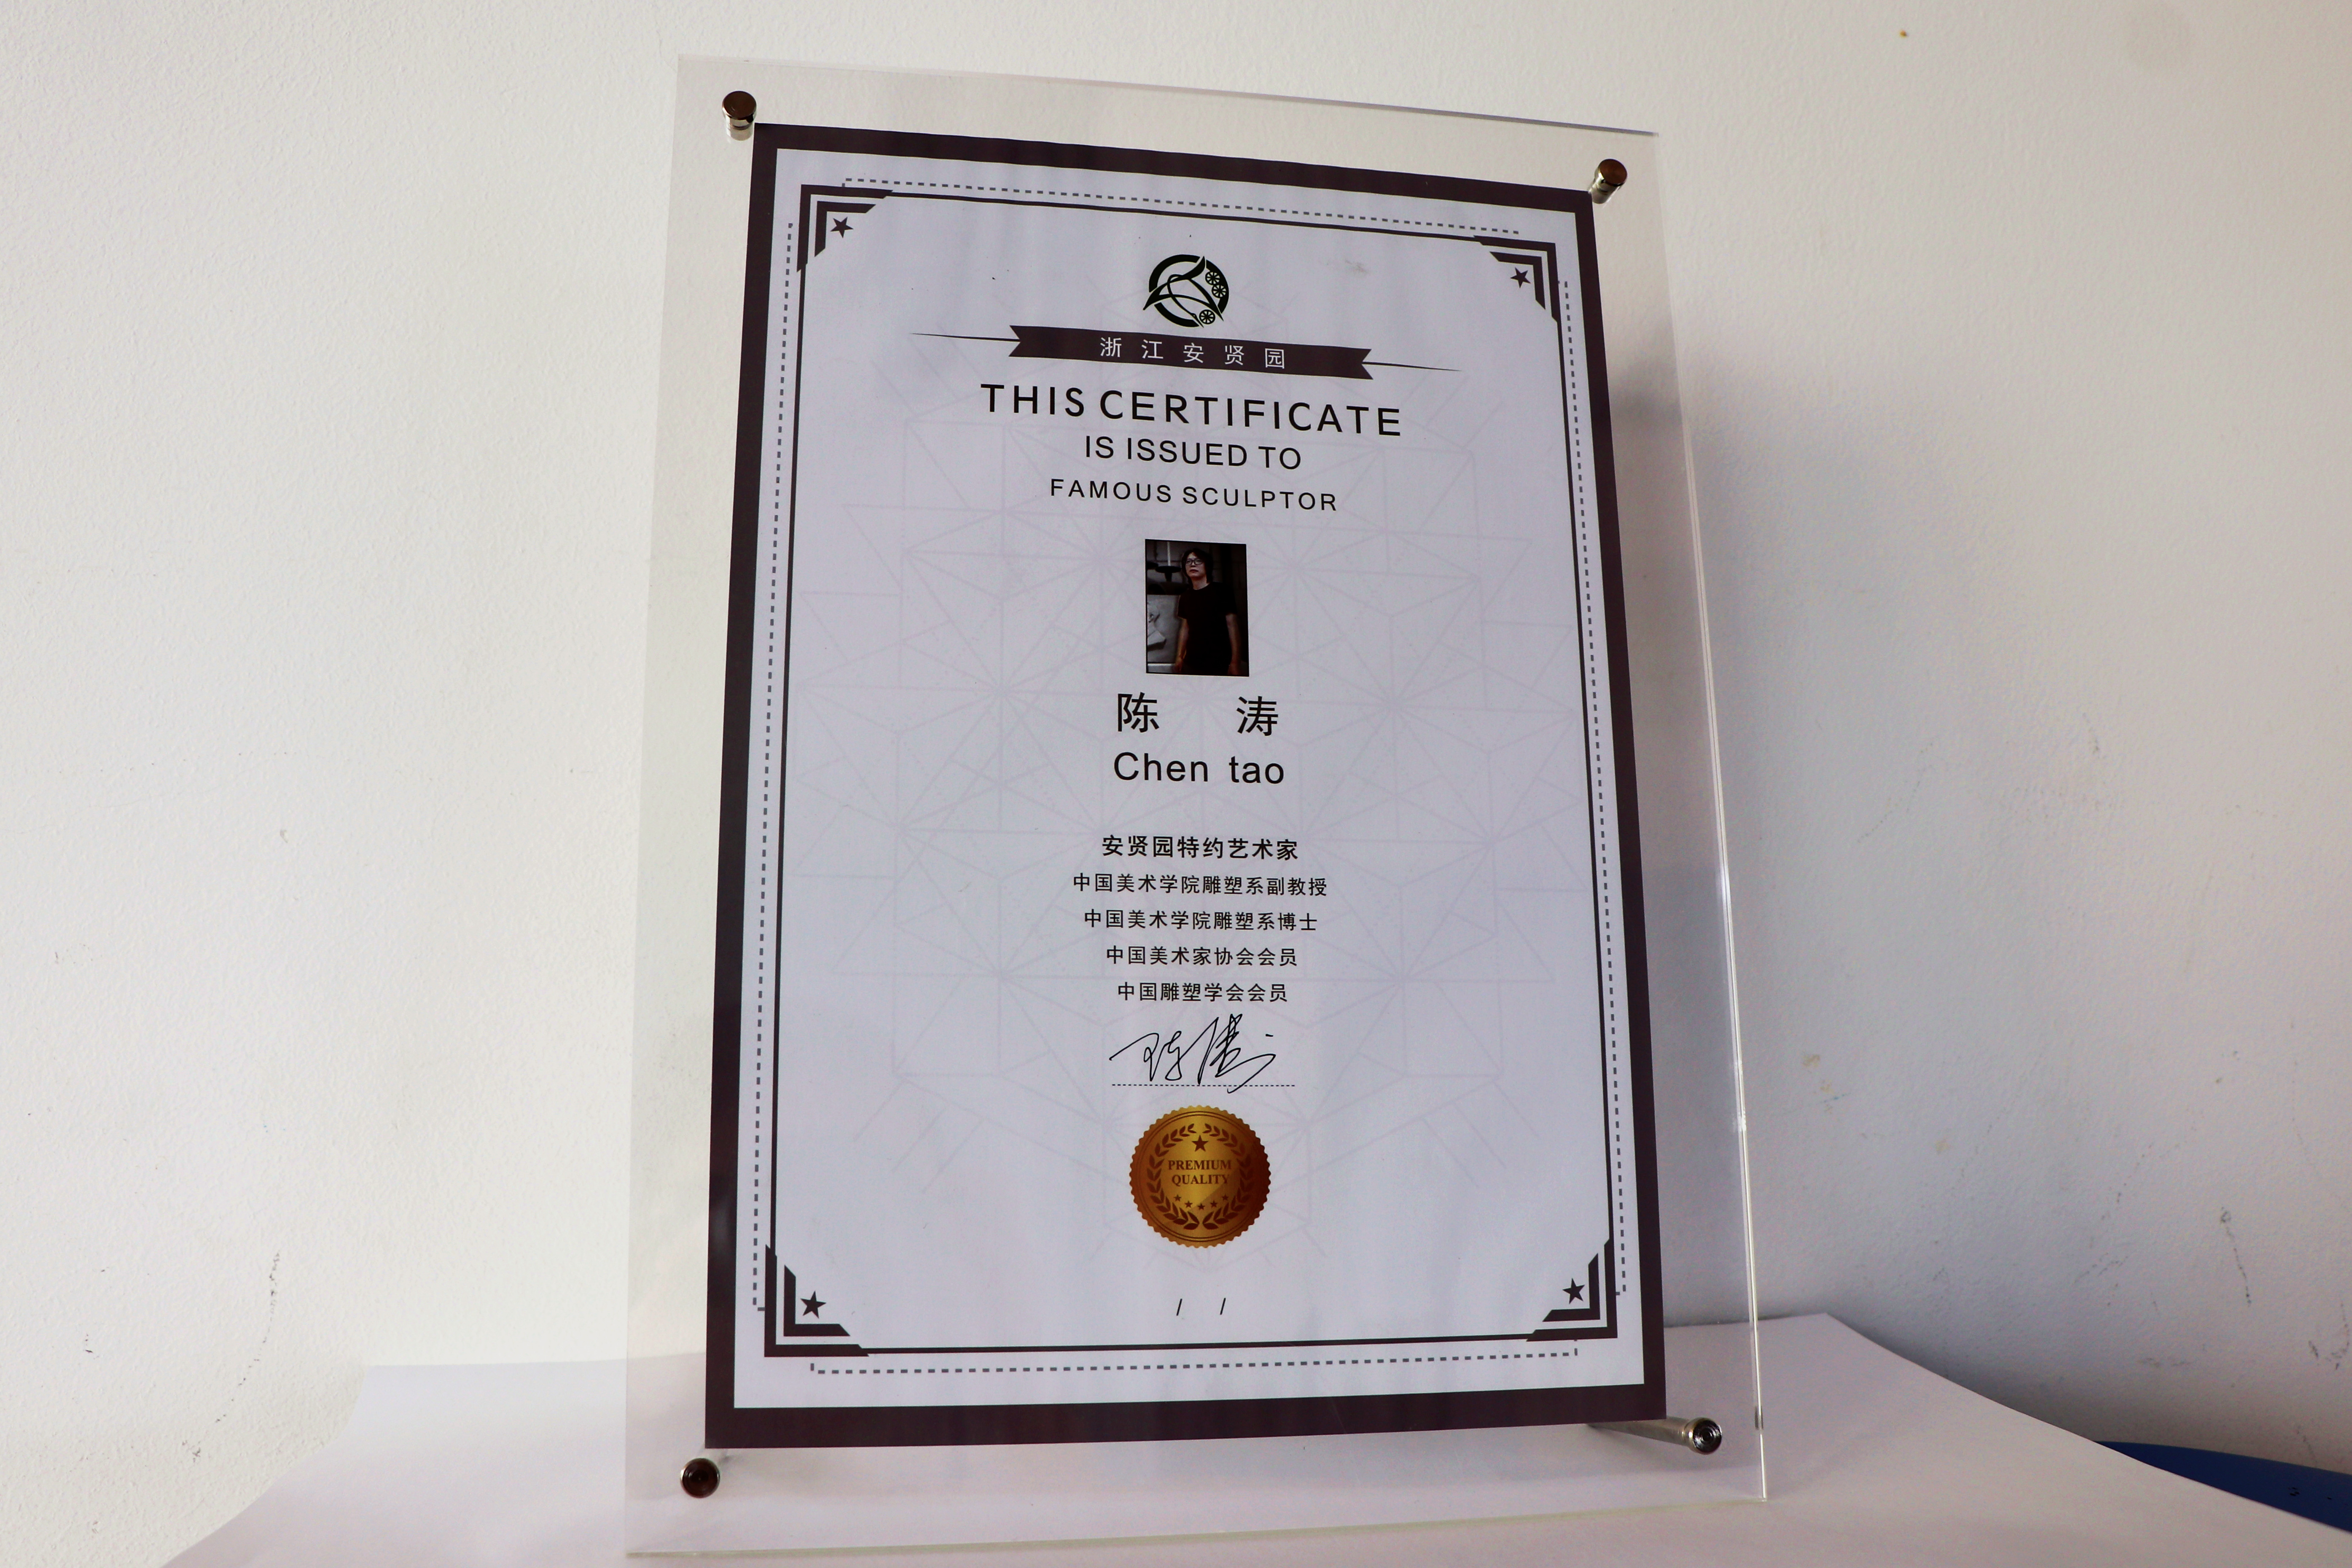 浙江安贤园
THIS CERTIFICATE
IS ISSUED TO
FAMOUS SCULPTOR
陈 涛
Chen tao
安贤园特约艺术家
中国美术学院雕塑系副教授
中国美术学院雕塑系博士
中国美术家协会会员
中国雕塑学会会员
陈涛
PREMIUM
QUALITY
/ /